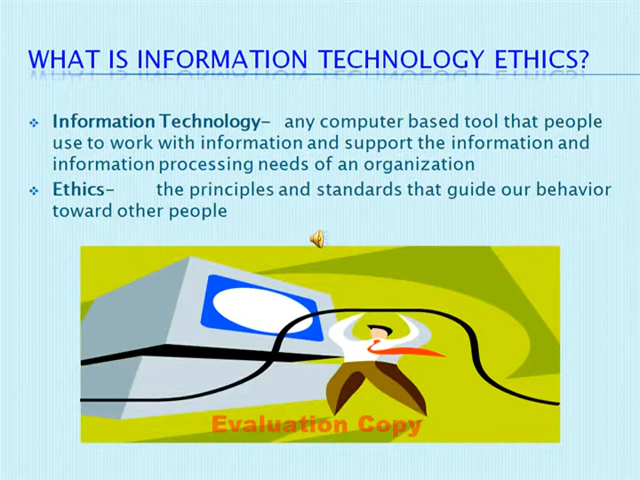 WHAT IS INFORMATION TECHNOLOGY ETHICS?
Information Technology- any computer based tool that people
use to work with information and support the information and
information processing needs of an organization
Ethics- the principles and standards that guide our behavior
toward other people
Evaluation Copy